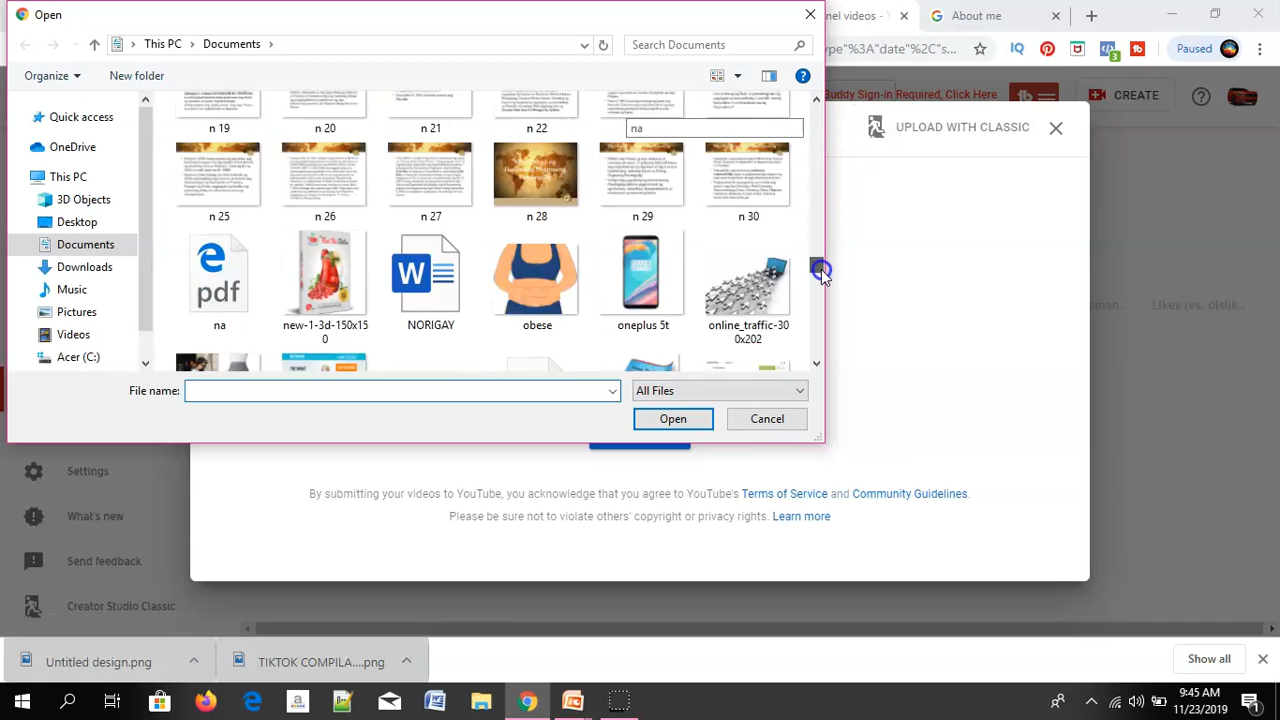 Open
nel videos - Y
About me
This PC
Documents
Search Documents
ype"%3A"date"%2C"s...
3
Paused
Organize
New folder
Buddy Sign-in Required. Click Here
CREATE
UPLOAD WITH CLASSIC
Quick access
OneDrive
This PC
3D Objects
Desktop
Documents
Downloads
Music
Pictures
Videos
Acer (C:)
n 19
n 20
n 21
n 22
na
n 25
n 26
n 27
n 28
n 29
n 30
pdf
W
na
new-1-3d-150x15
0
NORIGAY
obese
oneplus 5t
online_traffic-30
0x202
Likes (vs. dislik...
File name:
All Files
Open
Cancel
Settings
What's new
Send feedback
Creator Studio Classic
By submitting your videos to YouTube, you acknowledge that you agree to YouTube's Terms of Service and Community Guidelines.
Please be sure not to violate others' copyright or privacy rights. Learn more
Untitled design.png
TIKTOK COMPILA....png
Show all
9:45 AM
11/23/2019
1